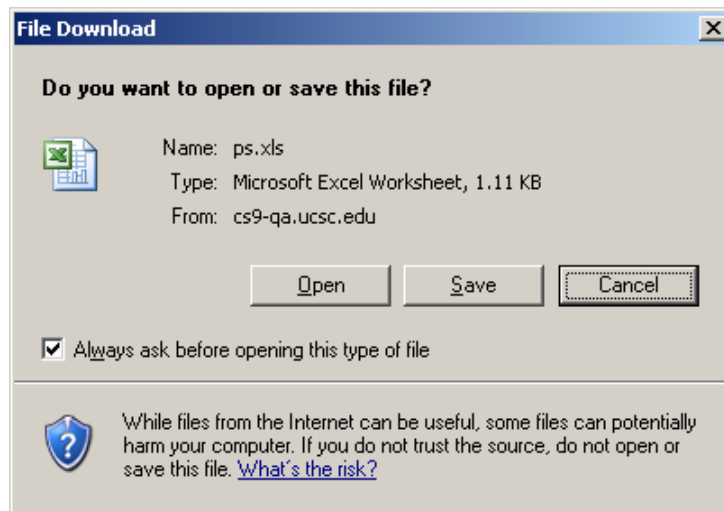 File Download
Do you want to open or save this file?
Name: ps.xls
Type: Microsoft Excel Worksheet, 1.11 KB
From: cs9-qa.ucsc.edu
Open Save Cancel
Always ask before opening this type of file
While files from the Internet can be useful, some files can potentially
harm your computer. If you do not trust the source, do not open or
save this file. What's the risk?